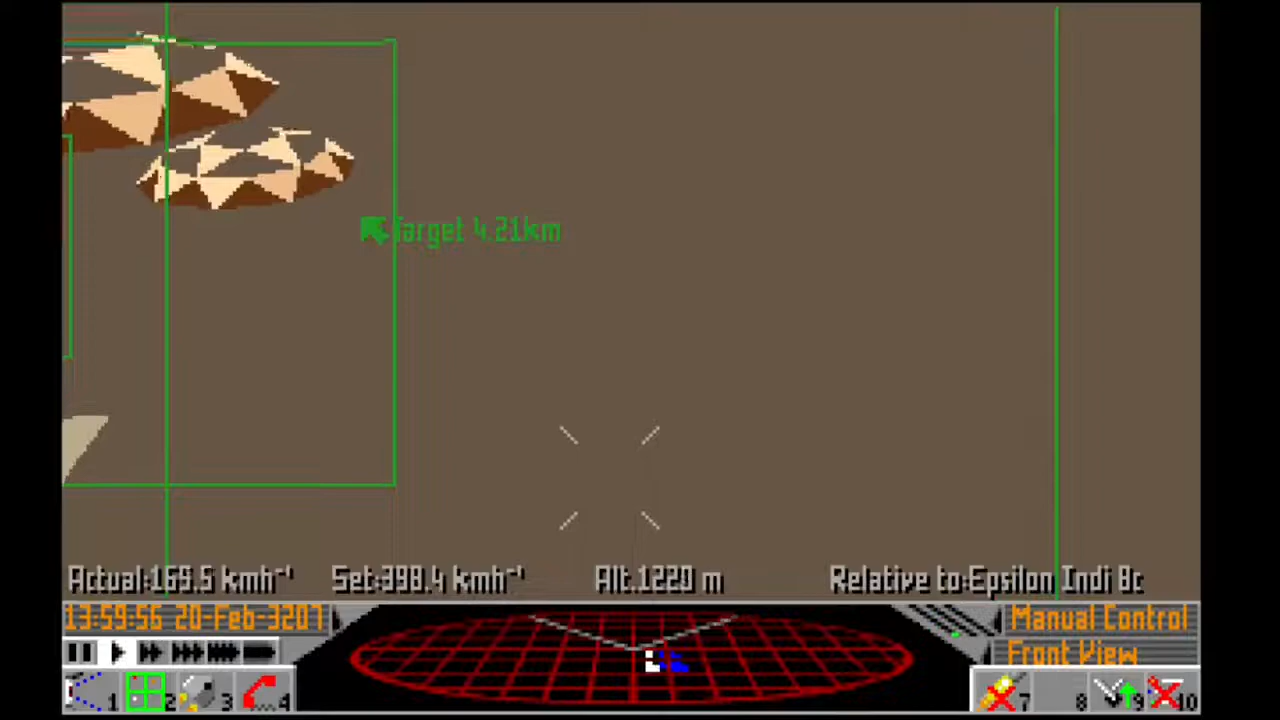 Target 4.21km
Actual:169.5 kmh⁻¹ Set:398.4 kmh⁻¹ Alt.1220 m Relative to:Epsilon Indi 8c
13:59:56 20-Feb-3207
Manual Control
Front View
1 2 3 4 7 8 9 10